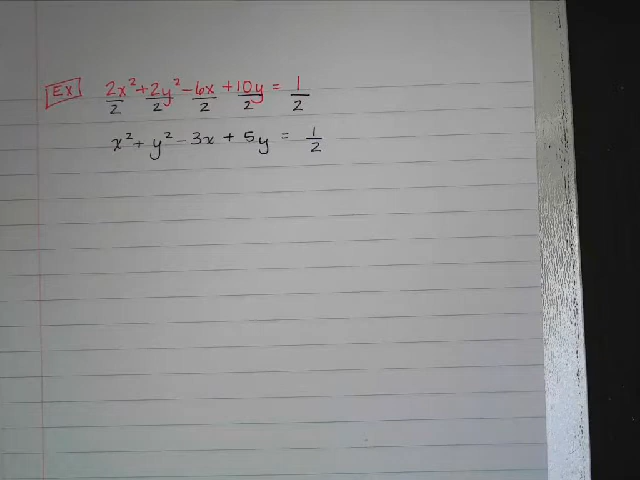 Ex 2x²/2 + 2y²/2 - 6x/2 + 10y/2 = 1/2
x² + y² - 3x + 5y = 1/2